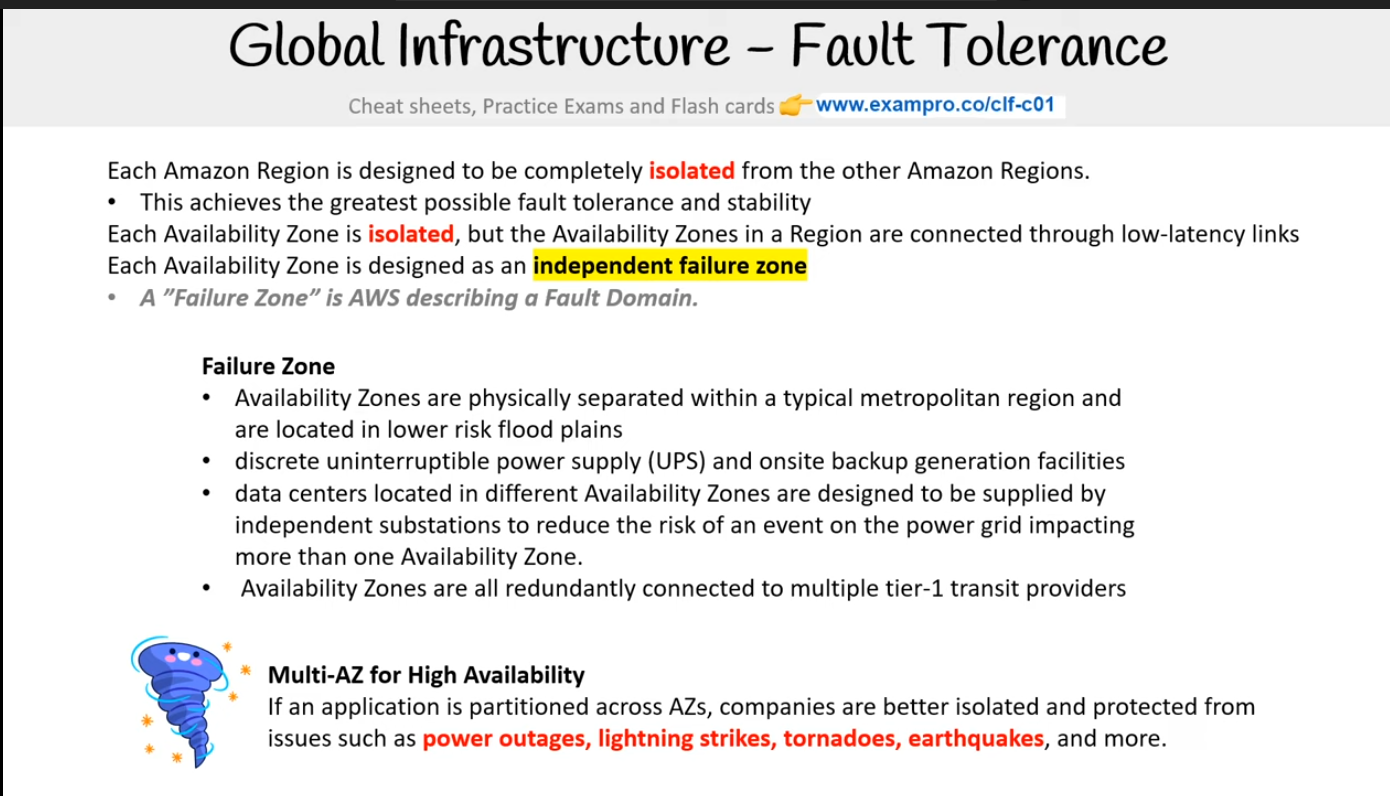 Global Infrastructure – Fault Tolerance
Cheat sheets, Practice Exams and Flash cards 👉 www.exampro.co/clf-c01
Each Amazon Region is designed to be completely isolated from the other Amazon Regions.
• This achieves the greatest possible fault tolerance and stability
Each Availability Zone is isolated, but the Availability Zones in a Region are connected through low-latency links
Each Availability Zone is designed as an independent failure zone
• A ”Failure Zone” is AWS describing a Fault Domain.
Failure Zone
• Availability Zones are physically separated within a typical metropolitan region and
are located in lower risk flood plains
• discrete uninterruptible power supply (UPS) and onsite backup generation facilities
• data centers located in different Availability Zones are designed to be supplied by
independent substations to reduce the risk of an event on the power grid impacting
more than one Availability Zone.
• Availability Zones are all redundantly connected to multiple tier-1 transit providers
Multi-AZ for High Availability
If an application is partitioned across AZs, companies are better isolated and protected from
issues such as power outages, lightning strikes, tornadoes, earthquakes, and more.